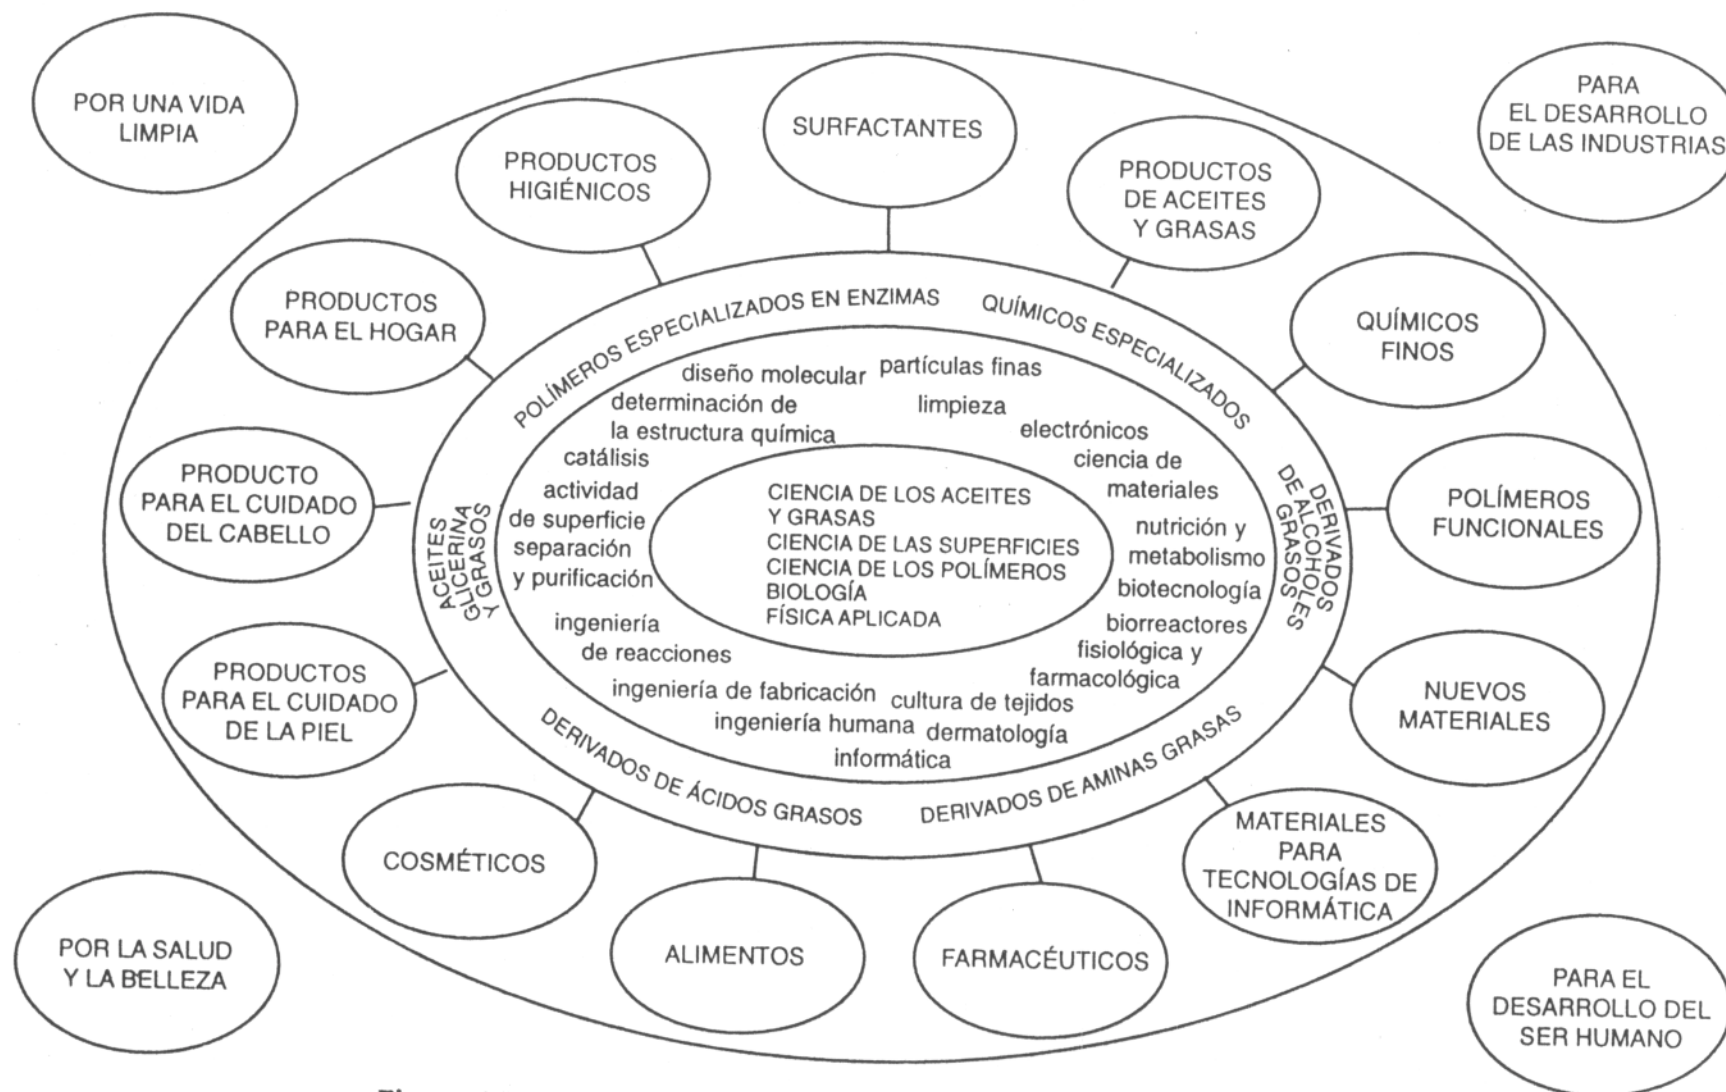 POR UNA VIDA
LIMPIA
PARA
EL DESARROLLO
DE LAS INDUSTRIAS
SURFACTANTES
PRODUCTOS
HIGIÉNICOS
PRODUCTOS
DE ACEITES
Y GRASAS
PRODUCTOS
PARA EL HOGAR
QUÍMICOS
FINOS
PRODUCTO
PARA EL CUIDADO
DEL CABELLO
POLÍMEROS
FUNCIONALES
PRODUCTOS
PARA EL CUIDADO
DE LA PIEL
NUEVOS
MATERIALES
COSMÉTICOS
MATERIALES
PARA
TECNOLOGÍAS DE
INFORMÁTICA
ALIMENTOS
FARMACÉUTICOS
POLÍMEROS ESPECIALIZADOS EN ENZIMAS
QUÍMICOS ESPECIALIZADOS
ACEITES
GLICERINA
Y GRASOS
DERIVADOS
DE ALCOHOLES
GRASOS
DERIVADOS DE ÁCIDOS GRASOS
DERIVADOS DE AMINAS GRASAS
diseño molecular
partículas finas
determinación de
la estructura química
limpieza
electrónicos
catálisis
ciencia de
materiales
actividad
de superficie
nutrición y
metabolismo
separación
y purificación
biotecnología
ingeniería
de reacciones
biorreactores
fisiológica y
farmacológica
ingeniería de fabricación
cultura de tejidos
ingeniería humana
dermatología
informática
CIENCIA DE LOS ACEITES
Y GRASAS
CIENCIA DE LAS SUPERFICIES
CIENCIA DE LOS POLÍMEROS
BIOLOGÍA
FÍSICA APLICADA
POR LA SALUD
Y LA BELLEZA
PARA EL
DESARROLLO DEL
SER HUMANO